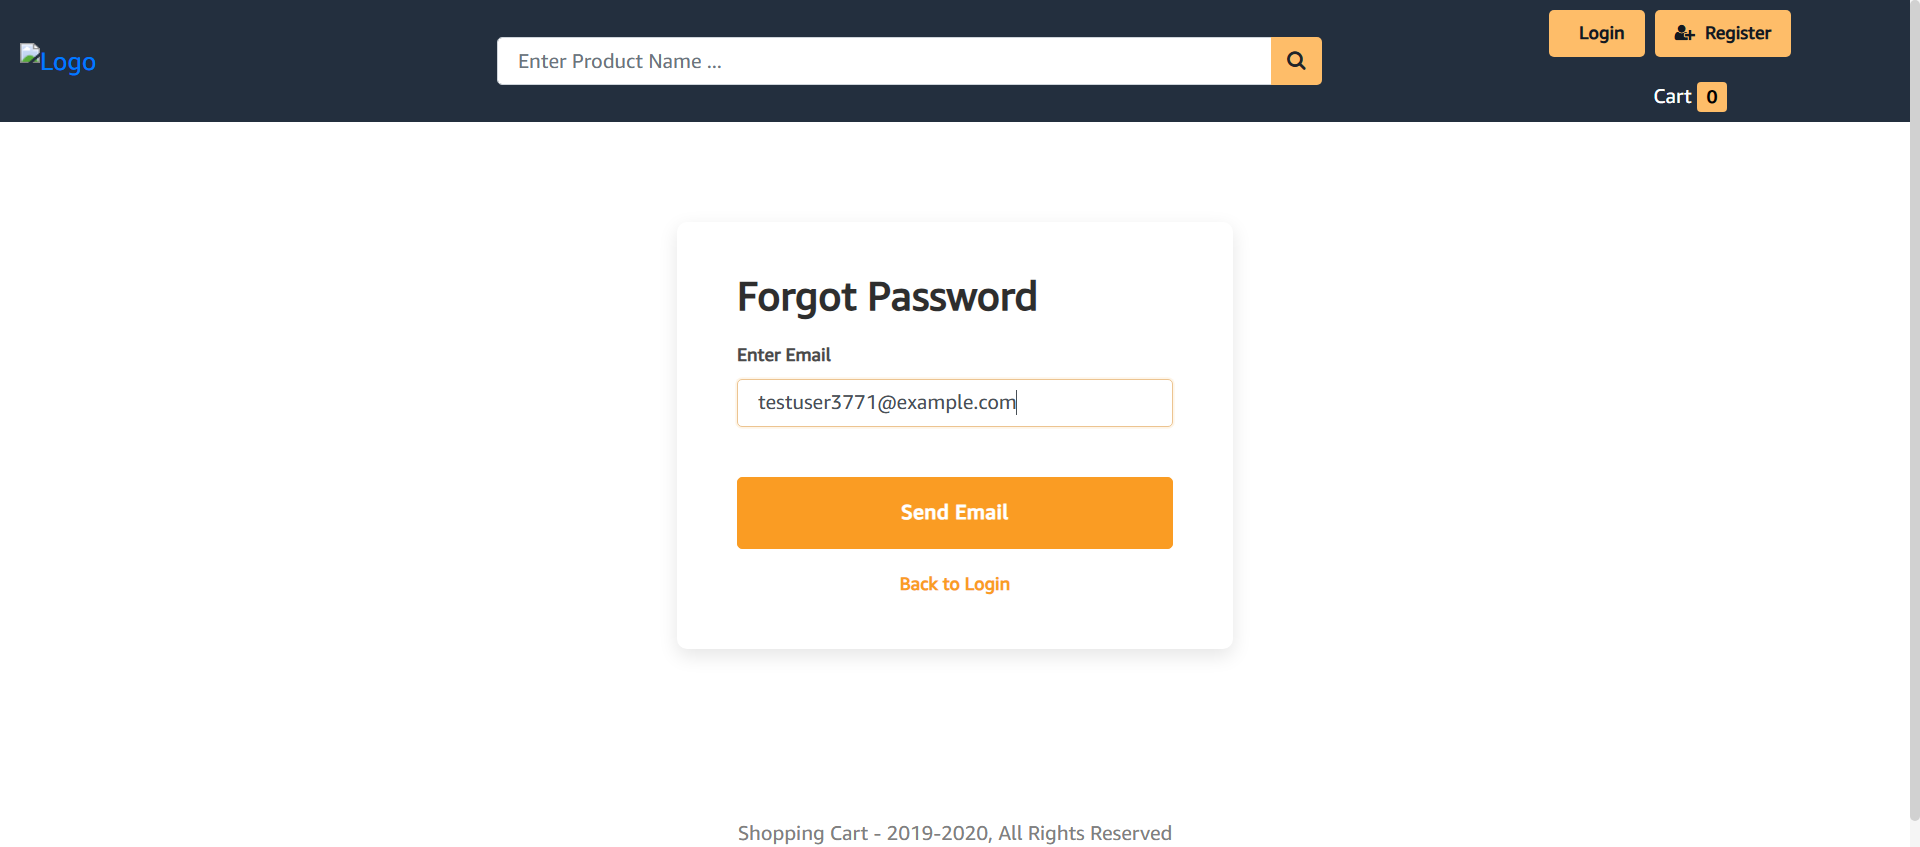 Logo
Enter Product Name ...
Login
Register
Cart 0
Forgot Password
Enter Email
testuser3771@example.com
Send Email
Back to Login
Shopping Cart - 2019-2020, All Rights Reserved